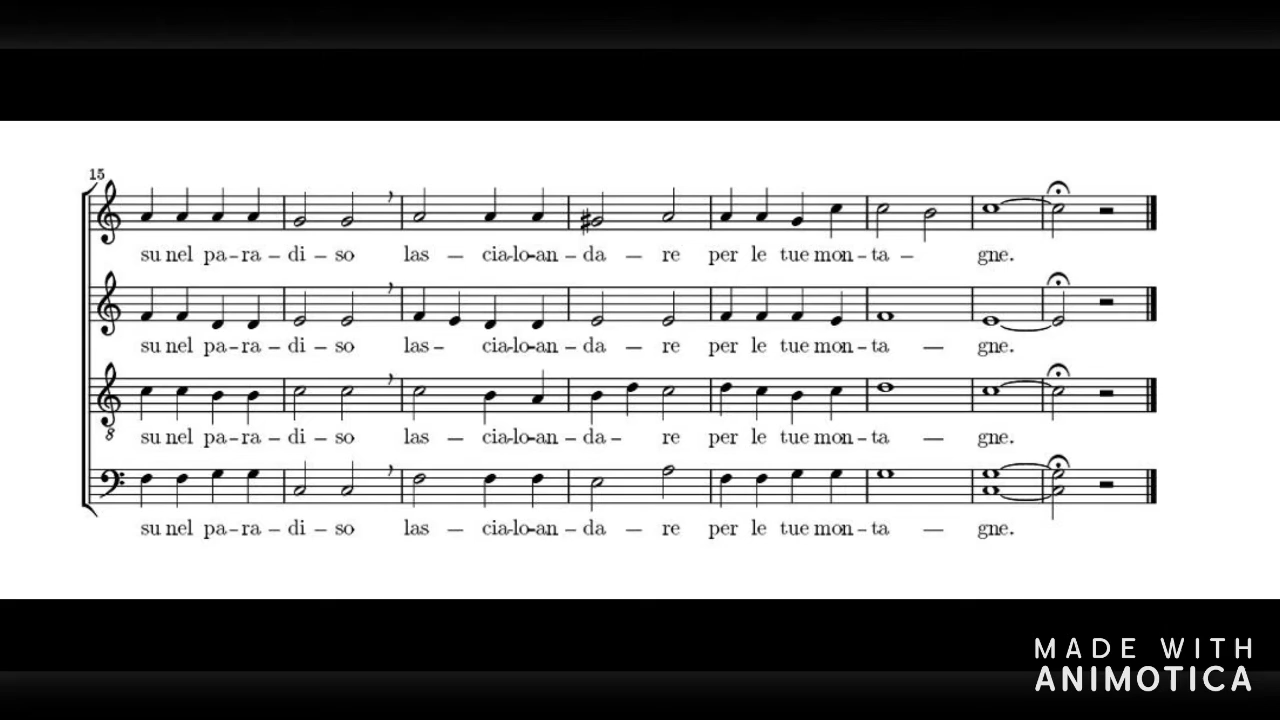 15
su nel pa – ra – di – so las – cia-lo-an – da – re per le tue mon – ta – gne.
su nel pa – ra – di – so las – cia-lo-an – da – re per le tue mon – ta – gne.
8
su nel pa – ra – di – so las – cia-lo-an – da – re per le tue mon – ta – gne.
su nel pa – ra – di – so las – cia-lo-an – da – re per le tue mon – ta – gne.
MADE WITH
ANIMOTICA